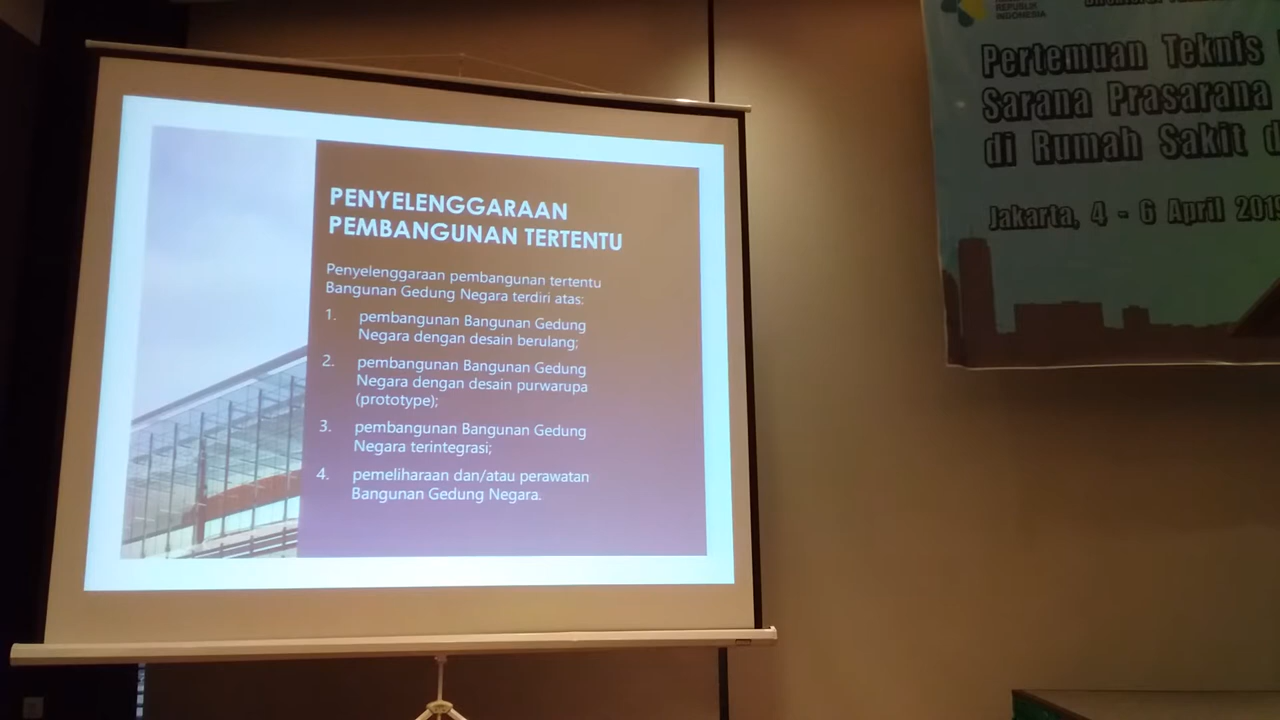 PENYELENGGARAAN
PEMBANGUNAN TERTENTU
Penyelenggaraan pembangunan tertentu
Bangunan Gedung Negara terdiri atas:
1. pembangunan Bangunan Gedung
Negara dengan desain berulang;
2. pembangunan Bangunan Gedung
Negara dengan desain purwarupa
(prototype);
3. pembangunan Bangunan Gedung
Negara terintegrasi;
4. pemeliharaan dan/atau perawatan
Bangunan Gedung Negara.
REPUBLIK
INDONESIA
Pertemuan Teknis
Sarana Prasarana
di Rumah Sakit
Jakarta, 4 - 6 April 2019